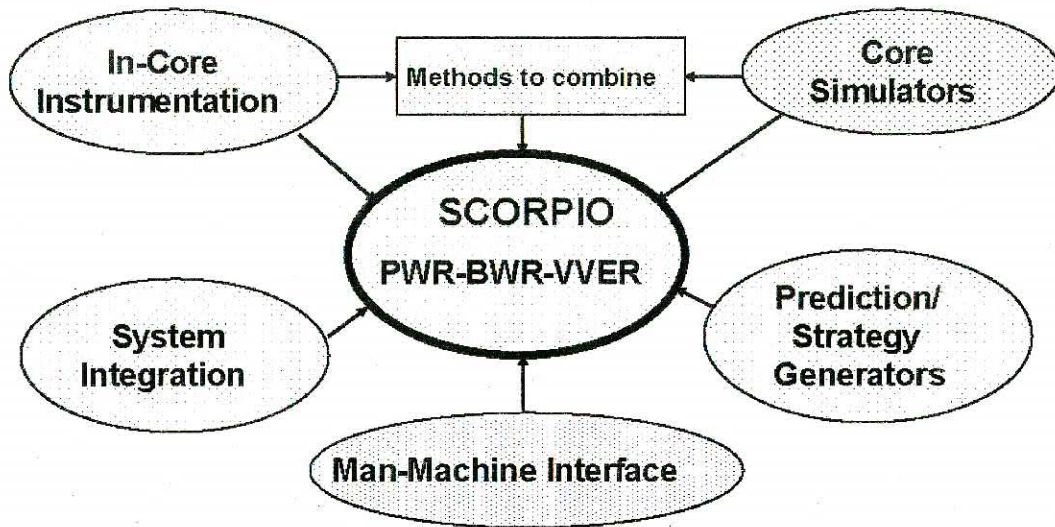 In-Core
Instrumentation
Methods to combine
Core
Simulators
SCORPIO
PWR-BWR-VVER
System
Integration
Prediction/
Strategy
Generators
Man-Machine Interface